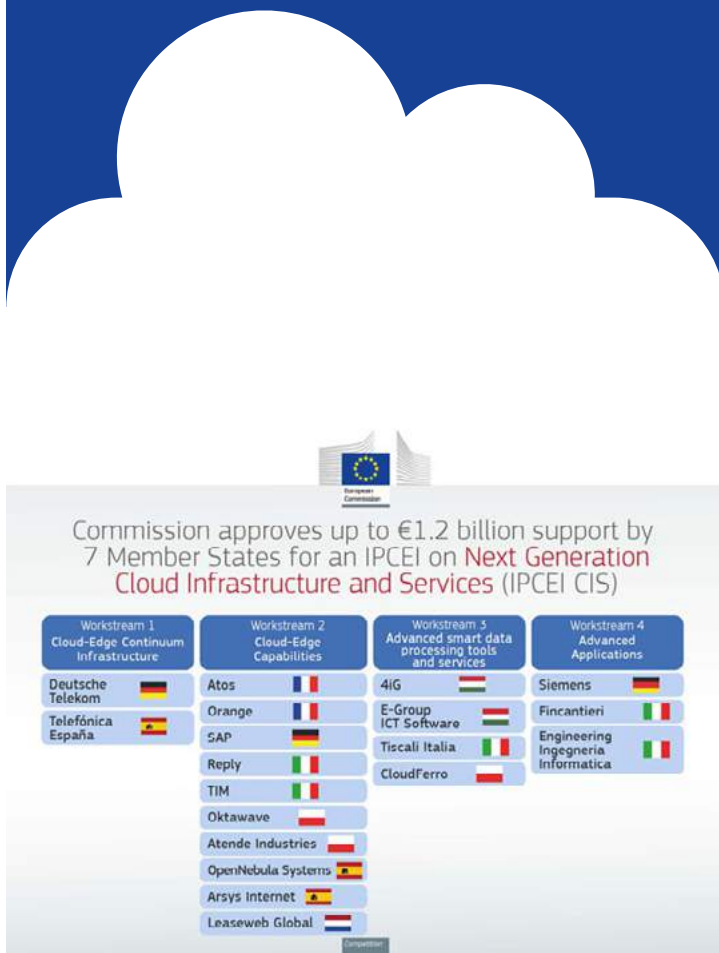 European
Commission
Commission approves up to €1.2 billion support by
7 Member States for an IPCEI on Next Generation
Cloud Infrastructure and Services (IPCEI CIS)
Workstream 1
Cloud-Edge Continuum
Infrastructure
Deutsche
Telekom
Telefónica
España
Workstream 2
Cloud-Edge
Capabilities
Atos
Orange
SAP
Reply
TIM
Oktawave
Atende Industries
OpenNebula Systems
Arsys Internet
Leaseweb Global
Workstream 3
Advanced smart data
processing tools
and services
4iG
E-Group
ICT Software
Tiscali Italia
CloudFerro
Workstream 4
Advanced
Applications
Siemens
Fincantieri
Engineering
Ingegneria
Informatica
Competition